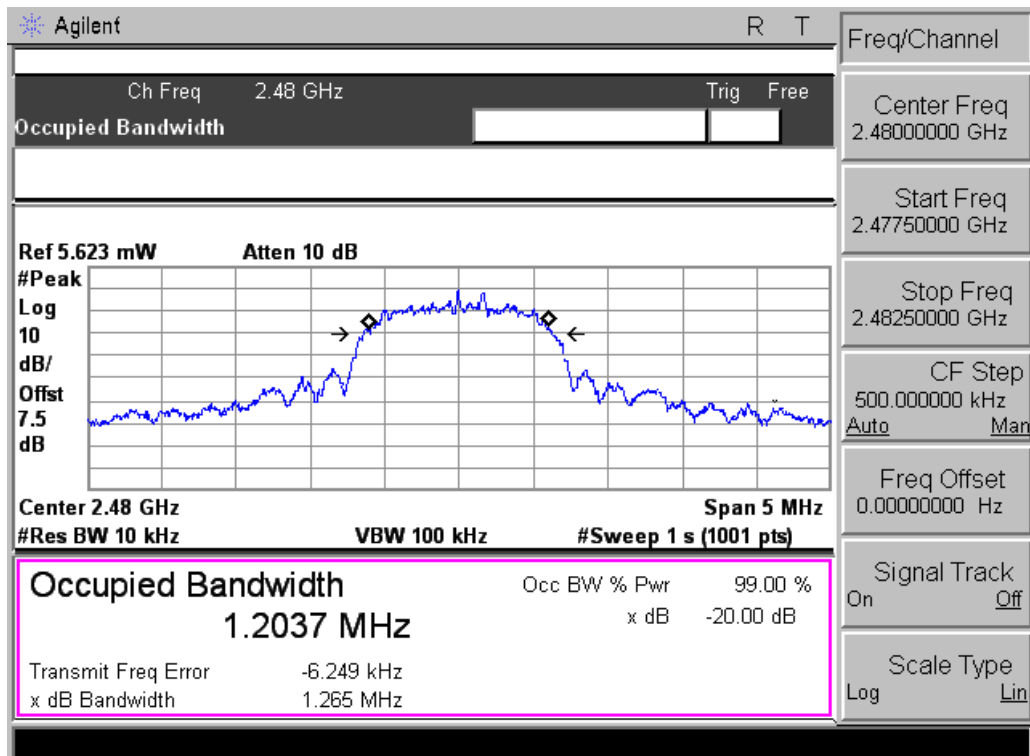 Agilent R T
Ch Freq 2.48 GHz Trig Free
Occupied Bandwidth
Ref 5.623 mW Atten 10 dB
#Peak
Log
10
dB/
Offst
7.5
dB
Center 2.48 GHz Span 5 MHz
#Res BW 10 kHz VBW 100 kHz #Sweep 1 s (1001 pts)
Occupied Bandwidth Occ BW % Pwr 99.00 %
1.2037 MHz x dB -20.00 dB
Transmit Freq Error -6.249 kHz
x dB Bandwidth 1.265 MHz
Freq/Channel
Center Freq
2.48000000 GHz
Start Freq
2.47750000 GHz
Stop Freq
2.48250000 GHz
CF Step
500.000000 kHz
Auto Man
Freq Offset
0.00000000 Hz
Signal Track
On Off
Scale Type
Log Lin